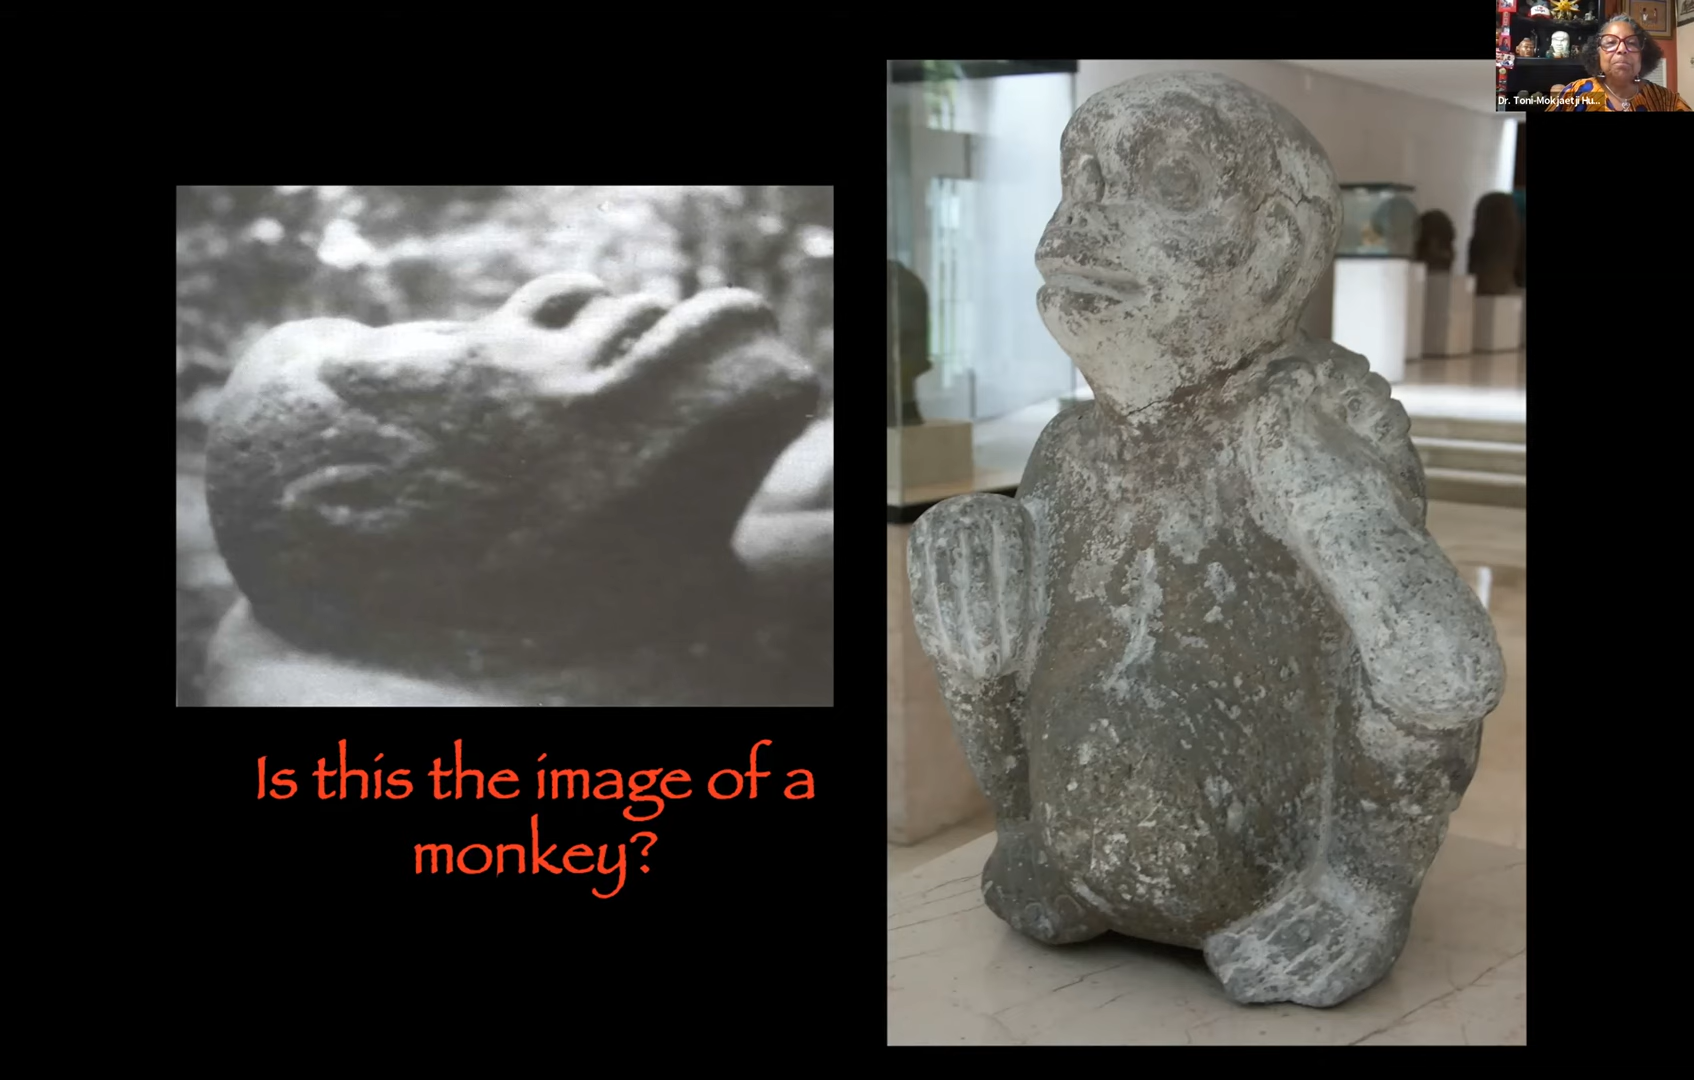 Dr. Toni-Mokjaetji Hu...
Is this the image of a
monkey?